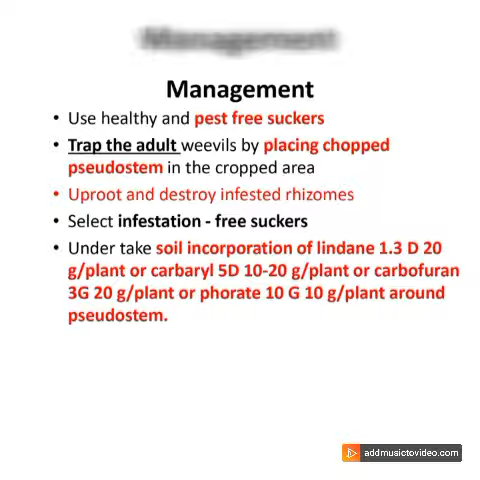 Management
Management
• Use healthy and pest free suckers
• Trap the adult weevils by placing chopped
pseudostem in the cropped area
• Uproot and destroy infested rhizomes
• Select infestation - free suckers
• Under take soil incorporation of lindane 1.3 D 20
g/plant or carbaryl 5D 10-20 g/plant or carbofuran
3G 20 g/plant or phorate 10 G 10 g/plant around
pseudostem.
addmusictovideo.com